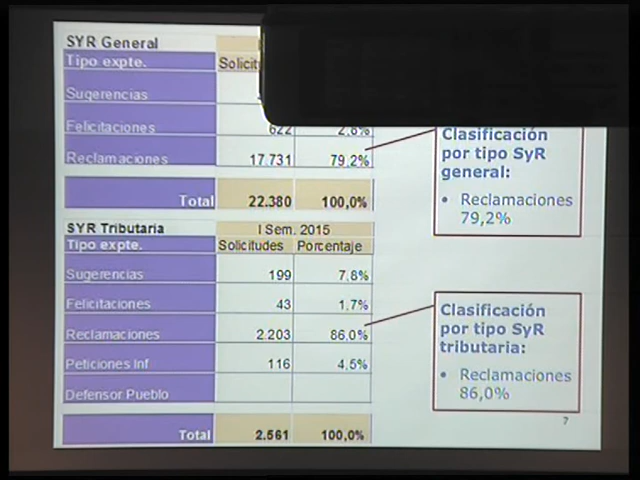 SYR General
Tipo expte.
Sugerencias
Felicitaciones 622 2,8%
Reclamaciones 17.731 79,2%
Total 22.380 100,0%
Clasificación
por tipo SyR
general:
• Reclamaciones
79,2%
SYR Tributaria I Sem. 2015
Tipo expte. Solicitudes Porcentaje
Sugerencias 199 7,8%
Felicitaciones 43 1,7%
Reclamaciones 2.203 86,0%
Peticiones Inf 116 4,5%
Defensor Pueblo
Total 2.561 100,0%
Clasificación
por tipo SyR
tributaria:
• Reclamaciones
86,0%
7